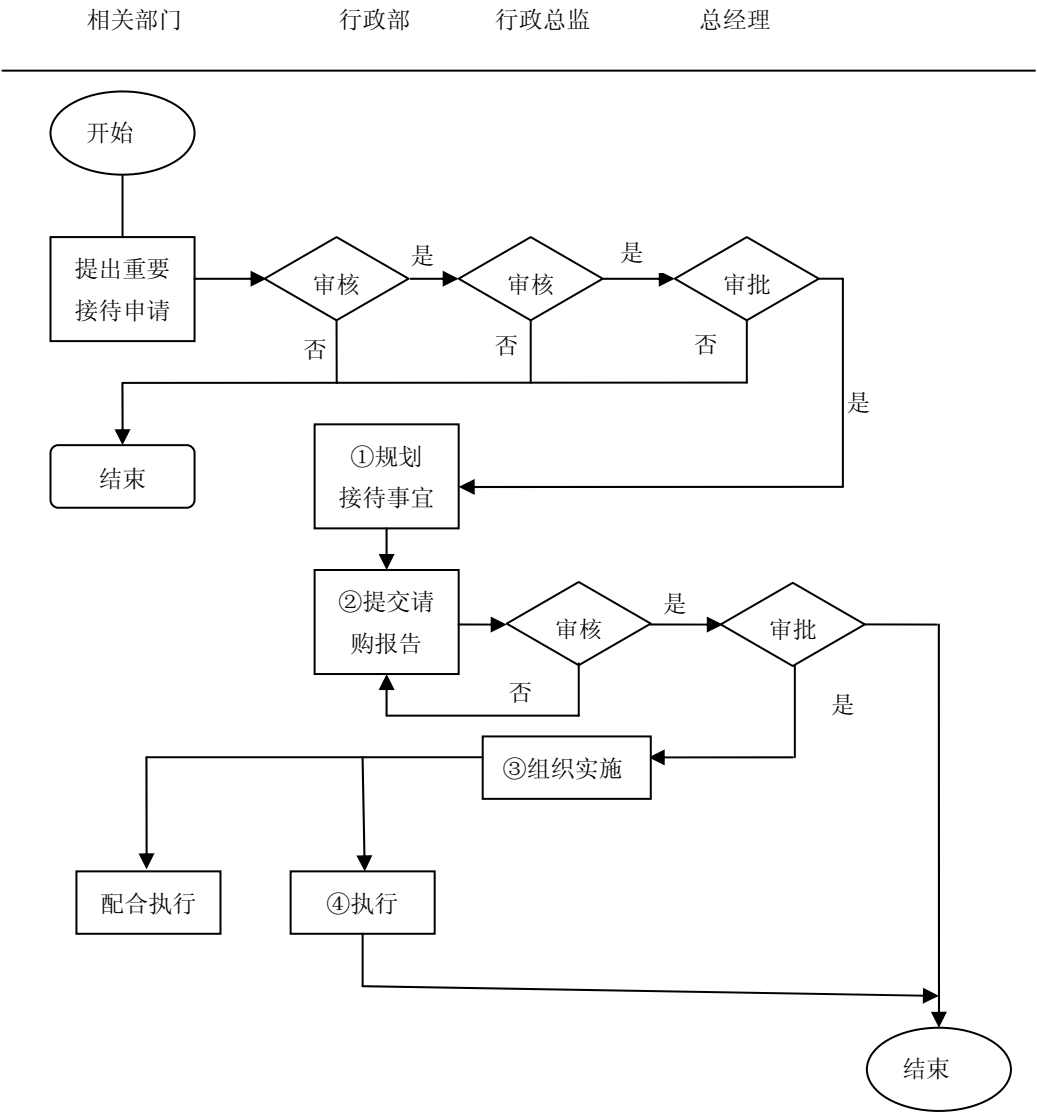 相关部门 行政部 行政总监 总经理
开始
提出重要
接待申请
审核
是
审核
是
审批
否
否
否
是
结束
①规划
接待事宜
②提交请
购报告
审核
是
审批
否
是
③组织实施
配合执行
④执行
结束